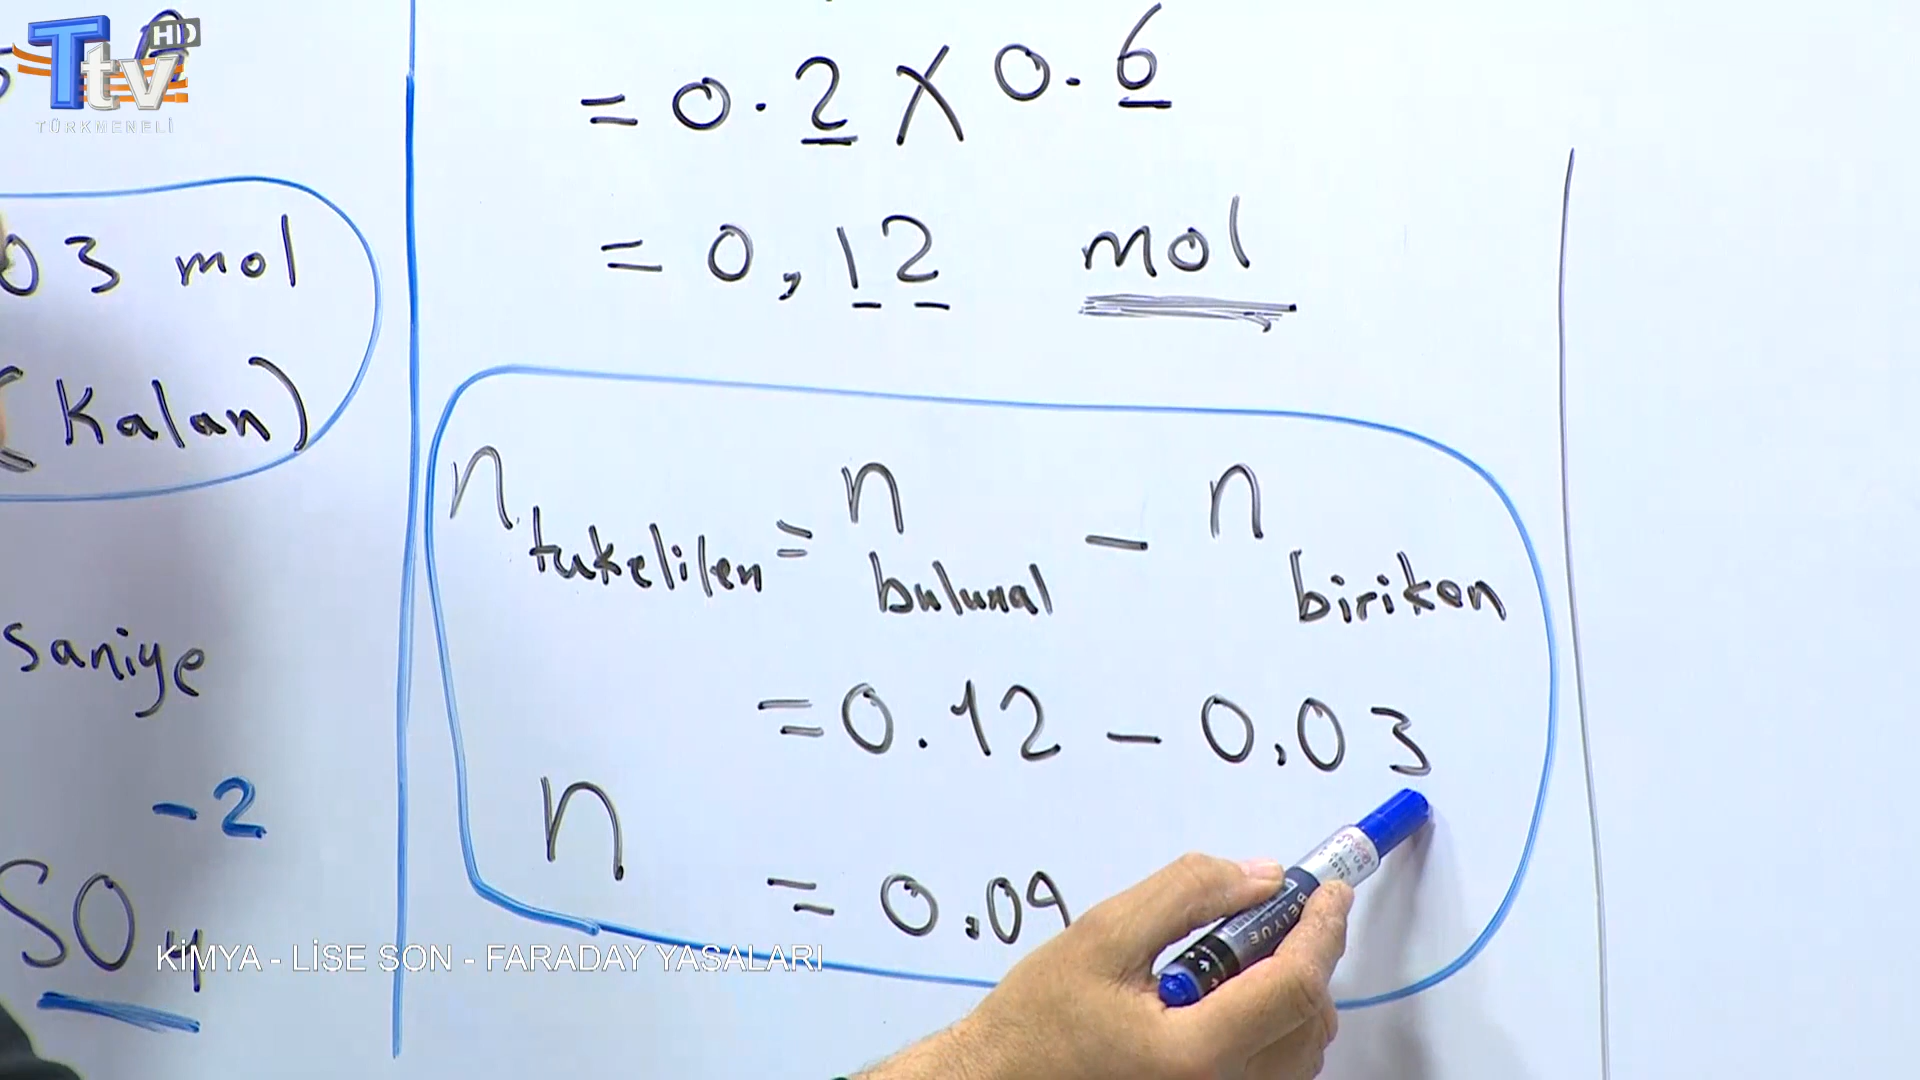 Ttv HD
TÜRKMENELİ
03 mol
(Kalan)
saniye
-2
SO4
= 0.2 X 0.6
= 0,12 mol
n tukelilen = n bulunal - n biriken
= 0.12 - 0.03
n = 0.09
KİMYA - LİSE SON - FARADAY YASALARI